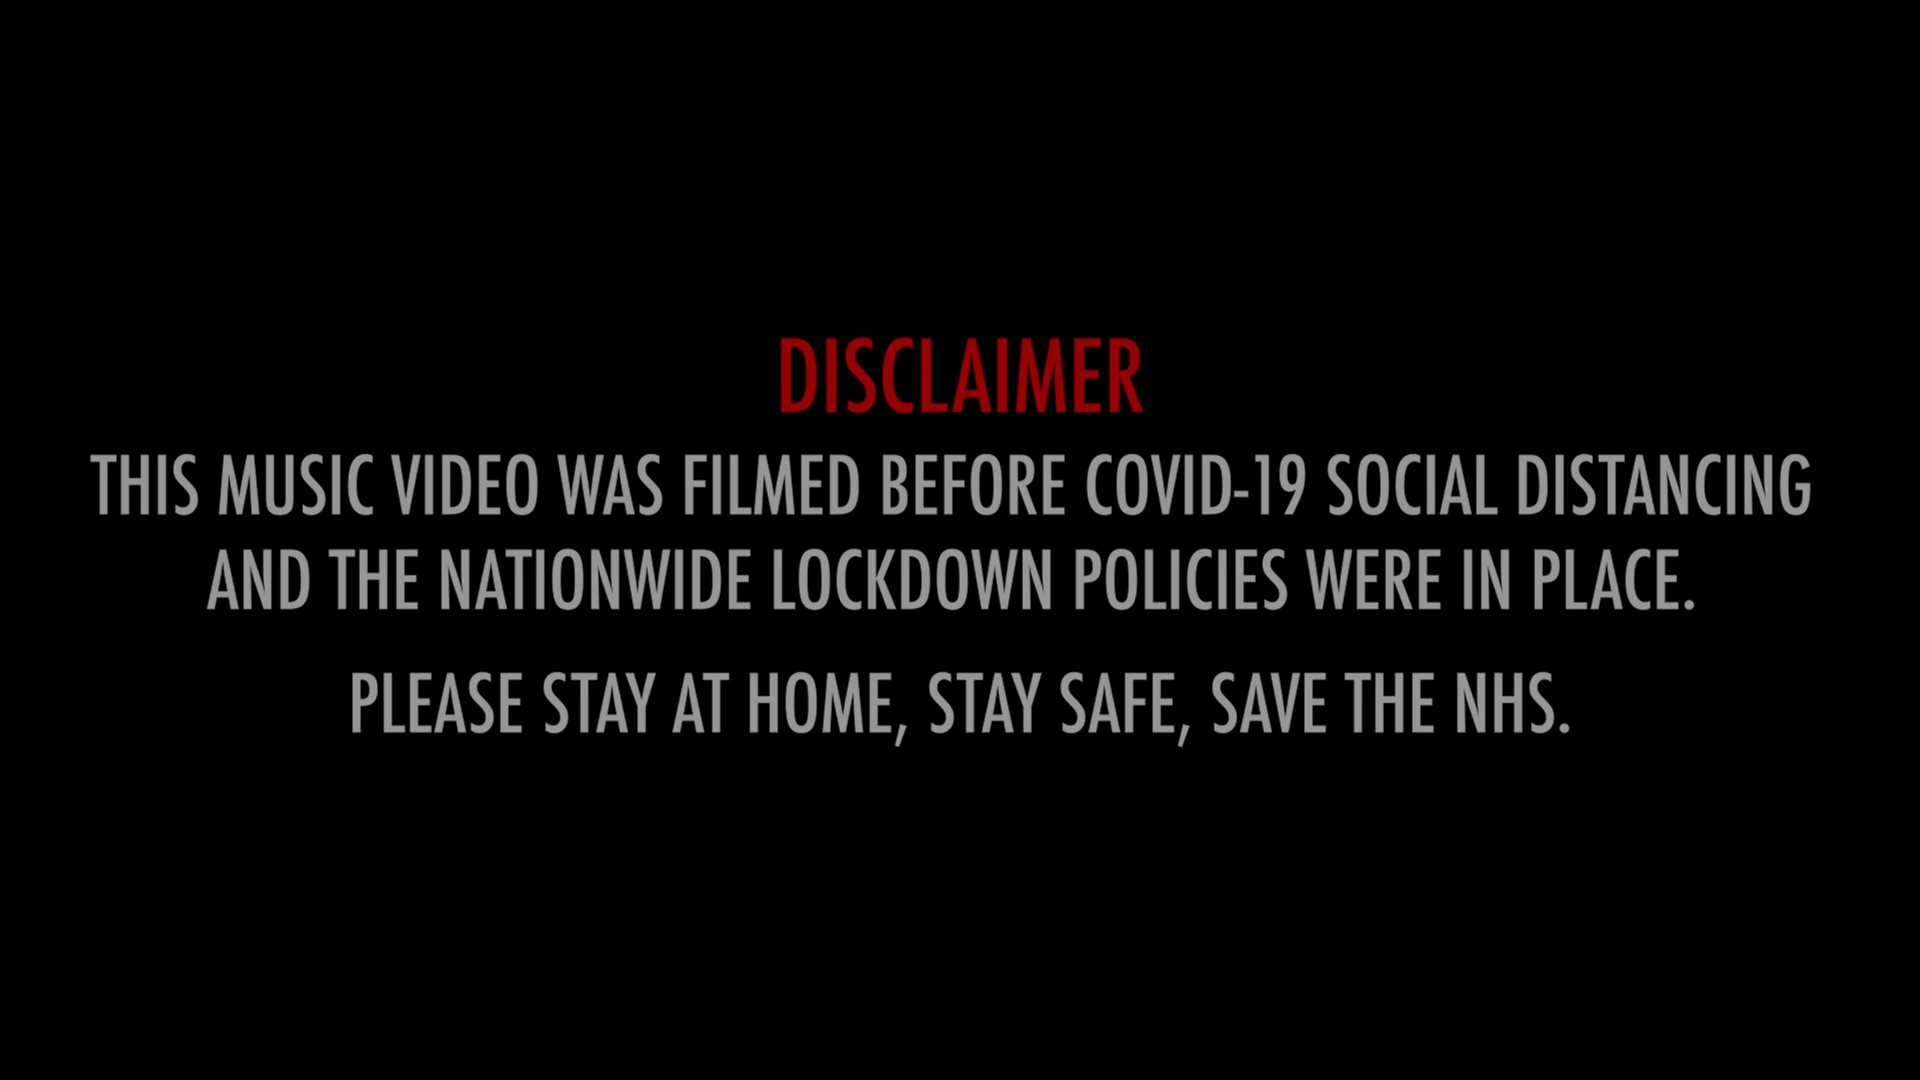 DISCLAIMER
THIS MUSIC VIDEO WAS FILMED BEFORE COVID-19 SOCIAL DISTANCING
AND THE NATIONWIDE LOCKDOWN POLICIES WERE IN PLACE.
PLEASE STAY AT HOME, STAY SAFE, SAVE THE NHS.